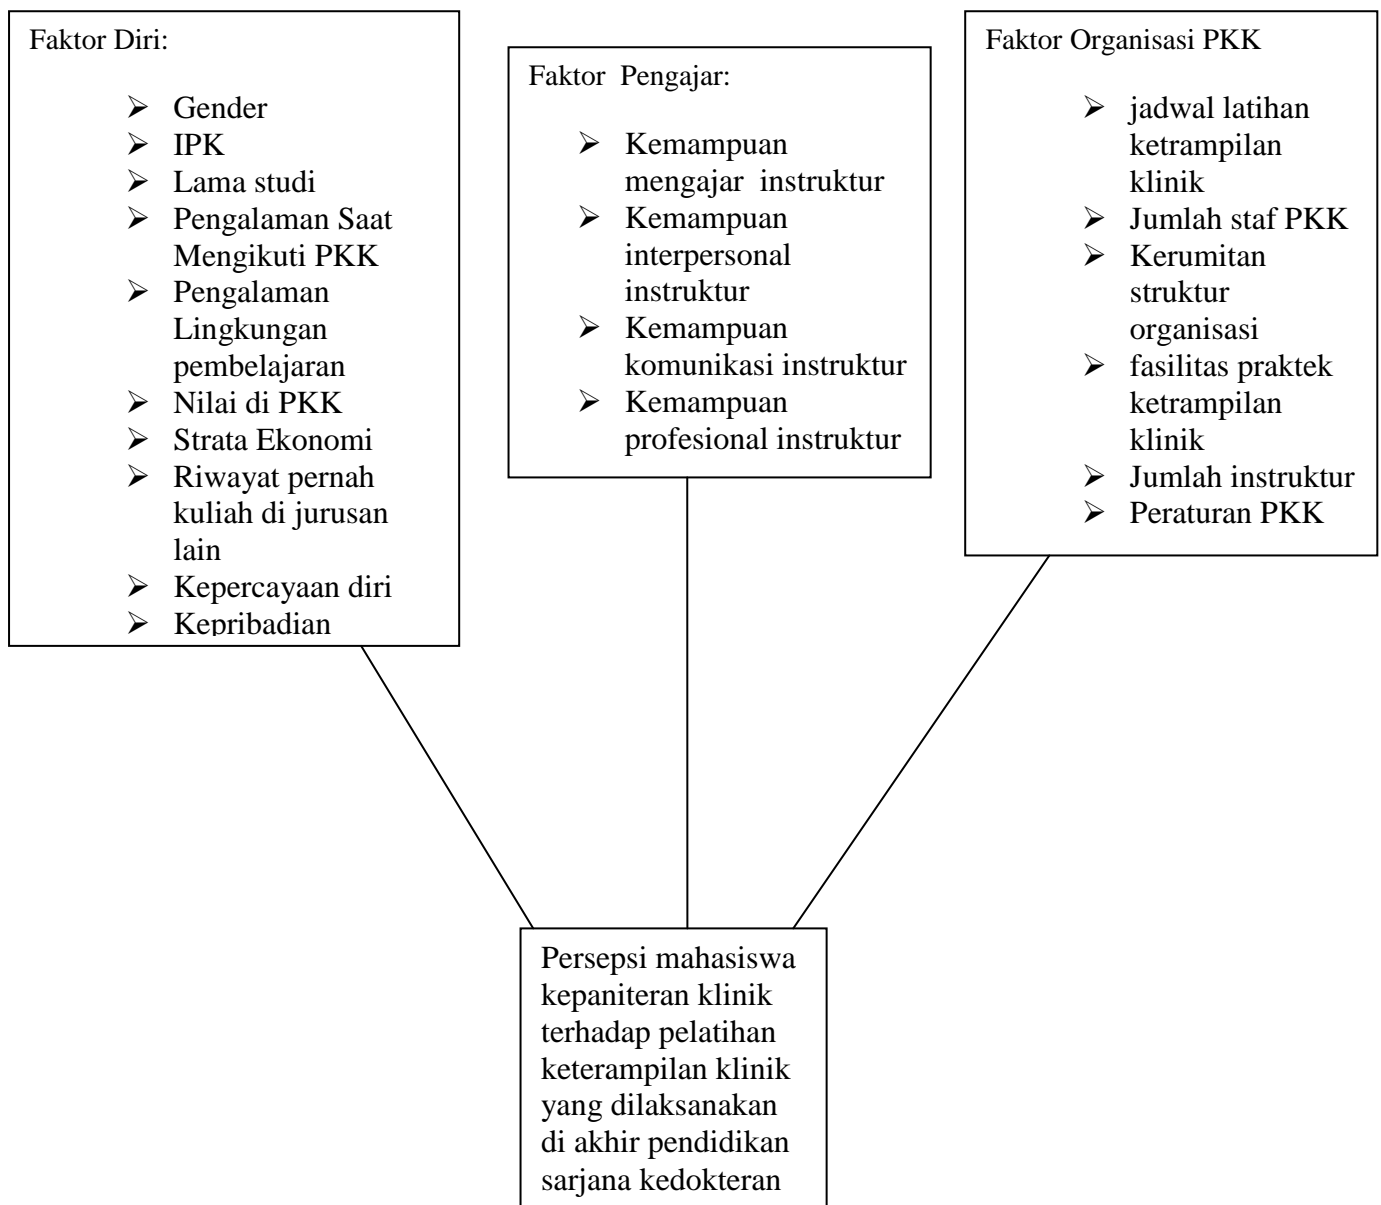 Faktor Diri:
➢ Gender
➢ IPK
➢ Lama studi
➢ Pengalaman Saat
Mengikuti PKK
➢ Pengalaman
Lingkungan
pembelajaran
➢ Nilai di PKK
➢ Strata Ekonomi
➢ Riwayat pernah
kuliah di jurusan
lain
➢ Kepercayaan diri
➢ Kepribadian
Faktor Pengajar:
➢ Kemampuan
mengajar instruktur
➢ Kemampuan
interpersonal
instruktur
➢ Kemampuan
komunikasi instruktur
➢ Kemampuan
profesional instruktur
Faktor Organisasi PKK
➢ jadwal latihan
ketrampilan
klinik
➢ Jumlah staf PKK
➢ Kerumitan
struktur
organisasi
➢ fasilitas praktek
ketrampilan
klinik
➢ Jumlah instruktur
➢ Peraturan PKK
Persepsi mahasiswa
kepaniteran klinik
terhadap pelatihan
keterampilan klinik
yang dilaksanakan
di akhir pendidikan
sarjana kedokteran